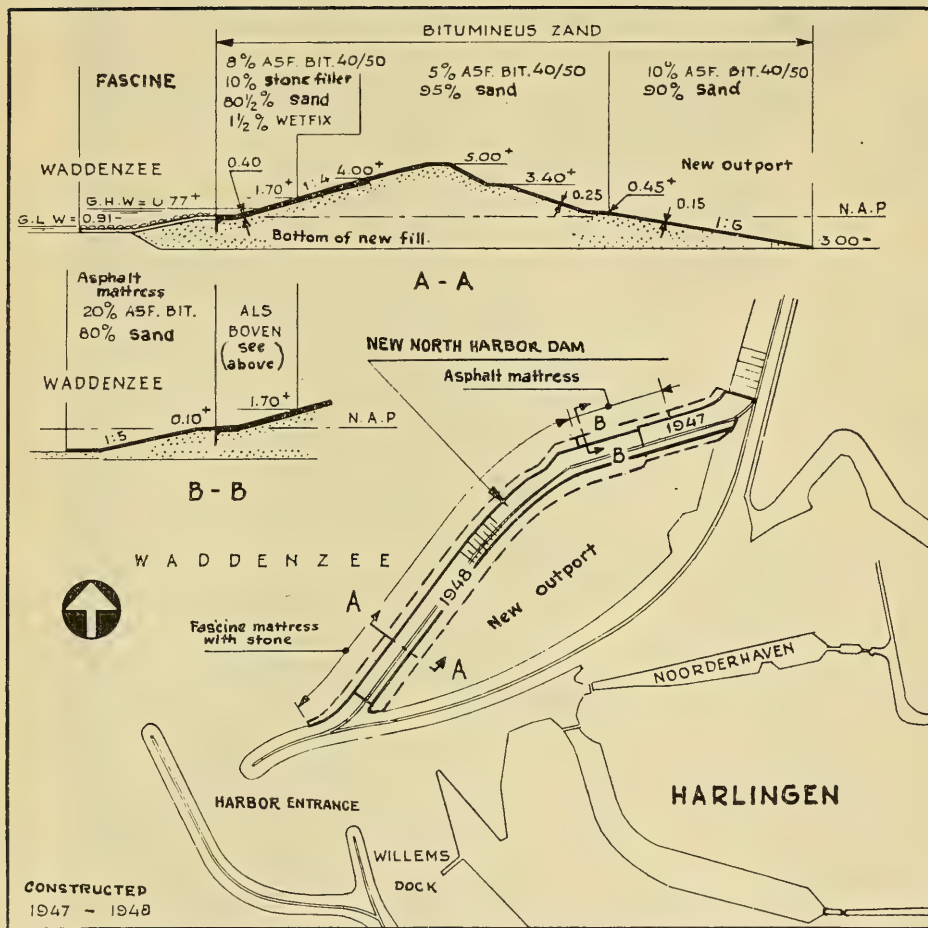 BITUMINEUS ZAND
FASCINE
8% ASF. BIT. 40/50
10% stone filler
80½% sand
1½% WETFIX
5% ASF. BIT. 40/50
95% sand
10% ASF. BIT. 40/50
90% sand
WADDENZEE
0.40
1.70+
1:4
4.00+
5.00+
3.40+
0.25
New outport
0.45+
0.15
G.H.W= 0 77+
G.L.W= 0.91-
N.A.P
1:6
3.00-
Bottom of new fill.
A - A
Asphalt
mattress
20% ASF. BIT.
80% sand
ALS
BOVEN
(see
above)
WADDENZEE
1:5
0.10+
1.70+
N.A.P
B - B
NEW NORTH HARBOR DAM
Asphalt mattress
B
B
1947
WADDENZEE
1948
New outport
A
A
Fascine mattress
with stone
NOORDERHAVEN
HARLINGEN
HARBOR ENTRANCE
WILLEMS
DOCK
CONSTRUCTED
1947 - 1948